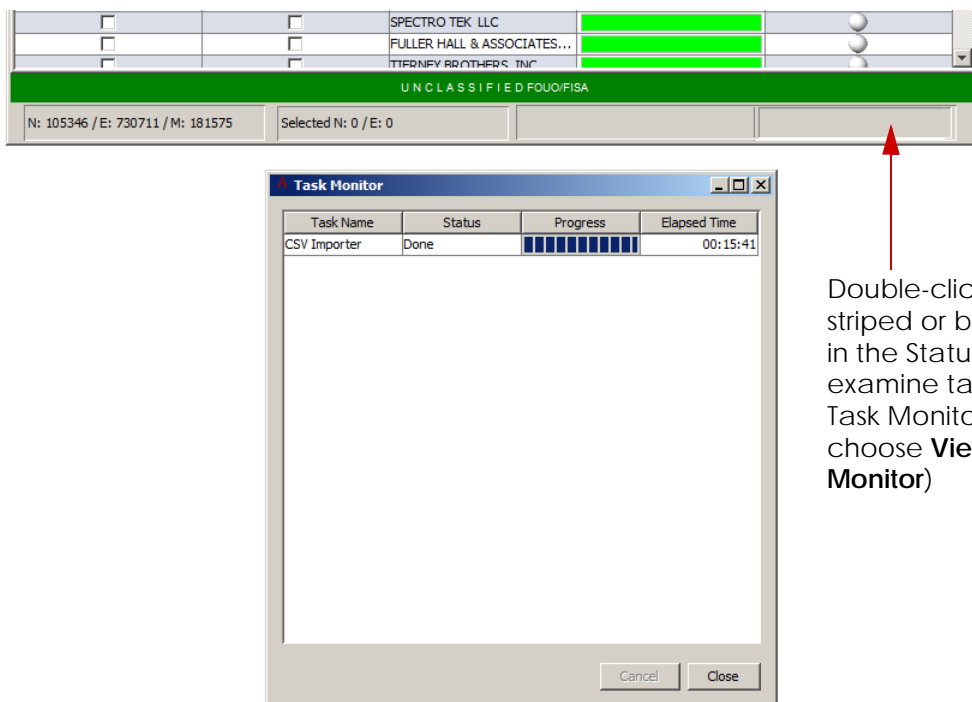 SPECTRO TEK LLC
FULLER HALL & ASSOCIATES...
TIERNEY BROTHERS, INC
UNCLASSIFIED FOUO/FISA
N: 105346 / E: 730711 / M: 181575 Selected N: 0 / E: 0
Task Monitor
Task Name Status Progress Elapsed Time
CSV Importer Done 00:15:41
Double-clic
striped or b
in the Statu
examine ta
Task Monito
choose Vie
Monitor)
Cancel Close